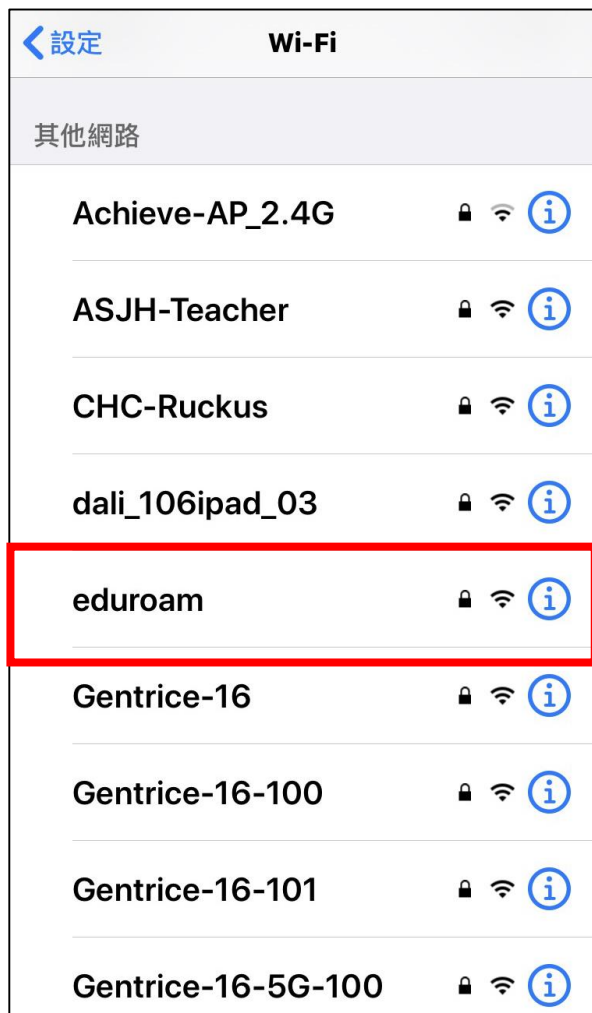 設定 Wi-Fi
其他網路
Achieve-AP_2.4G
ASJH-Teacher
CHC-Ruckus
dali_106ipad_03
eduroam
Gentrice-16
Gentrice-16-100
Gentrice-16-101
Gentrice-16-5G-100